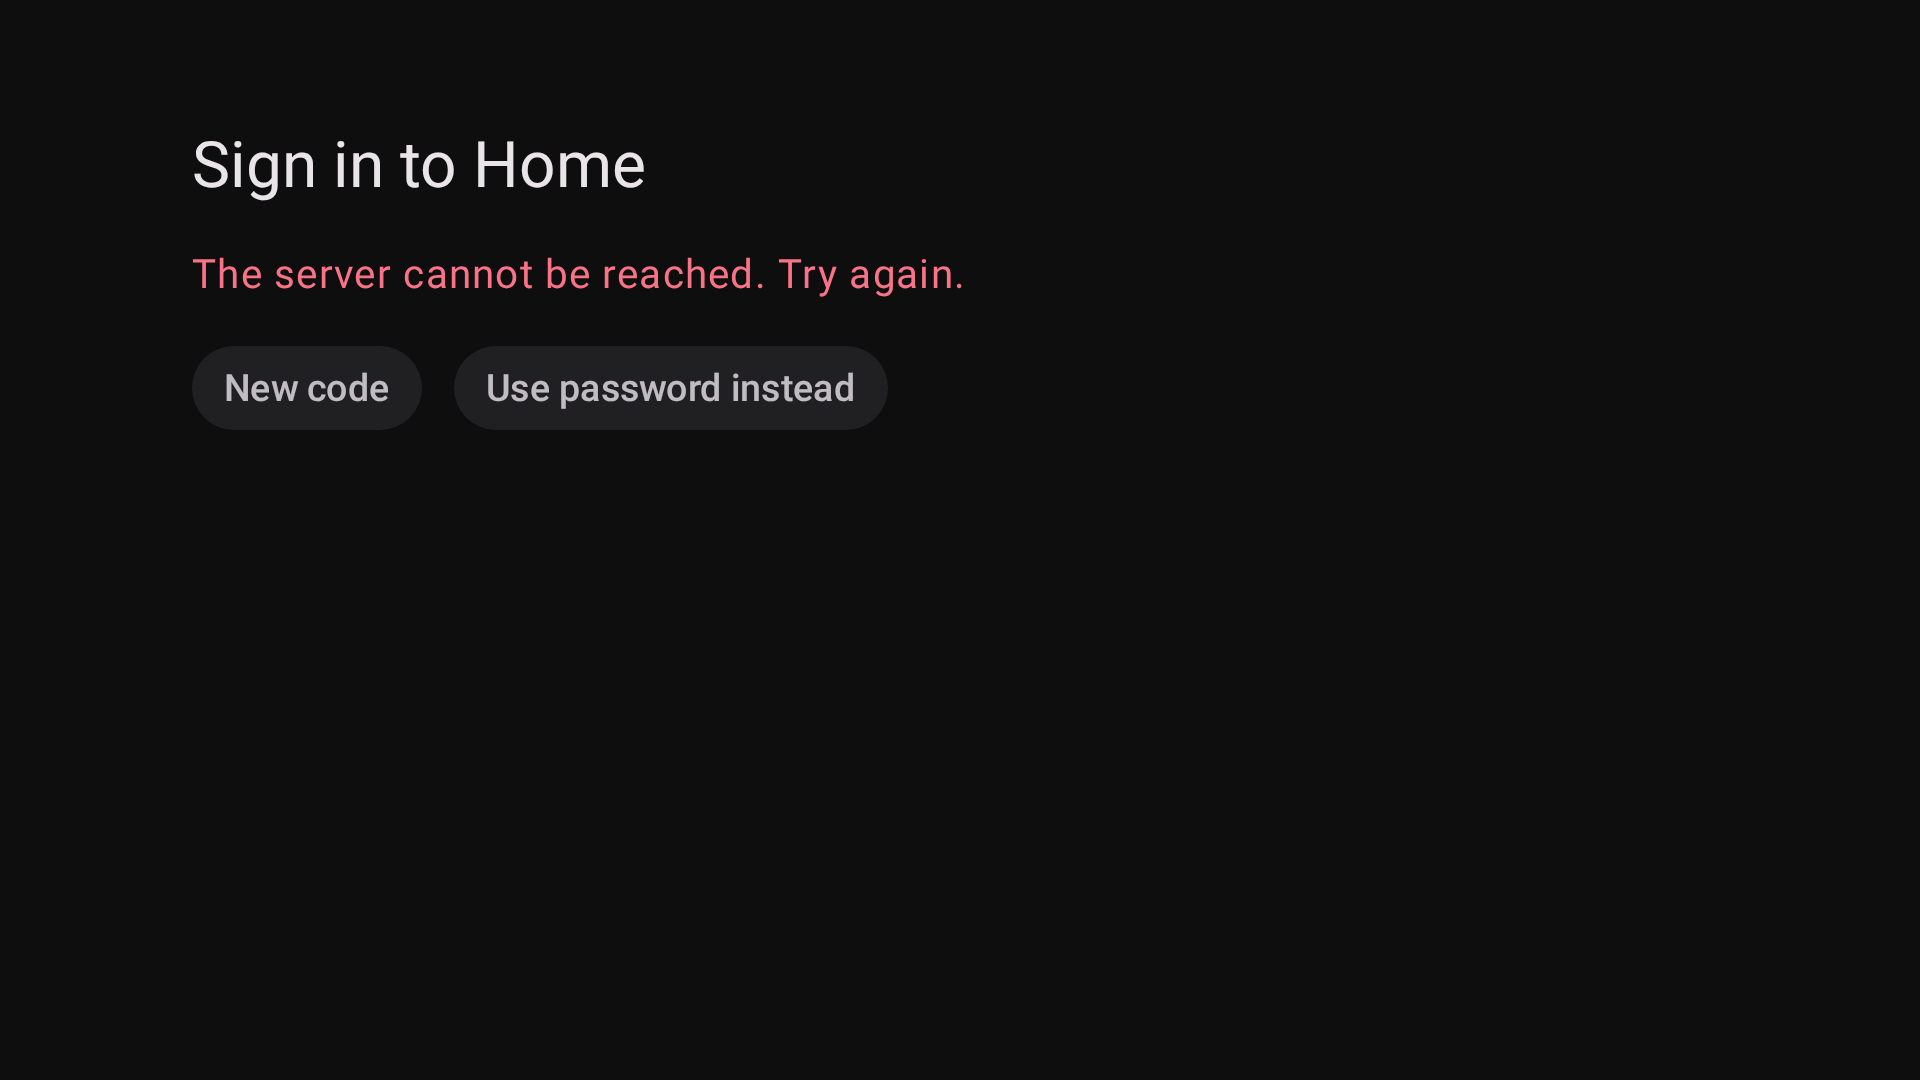 Sign in to Home
The server cannot be reached. Try again.
New code
Use password instead